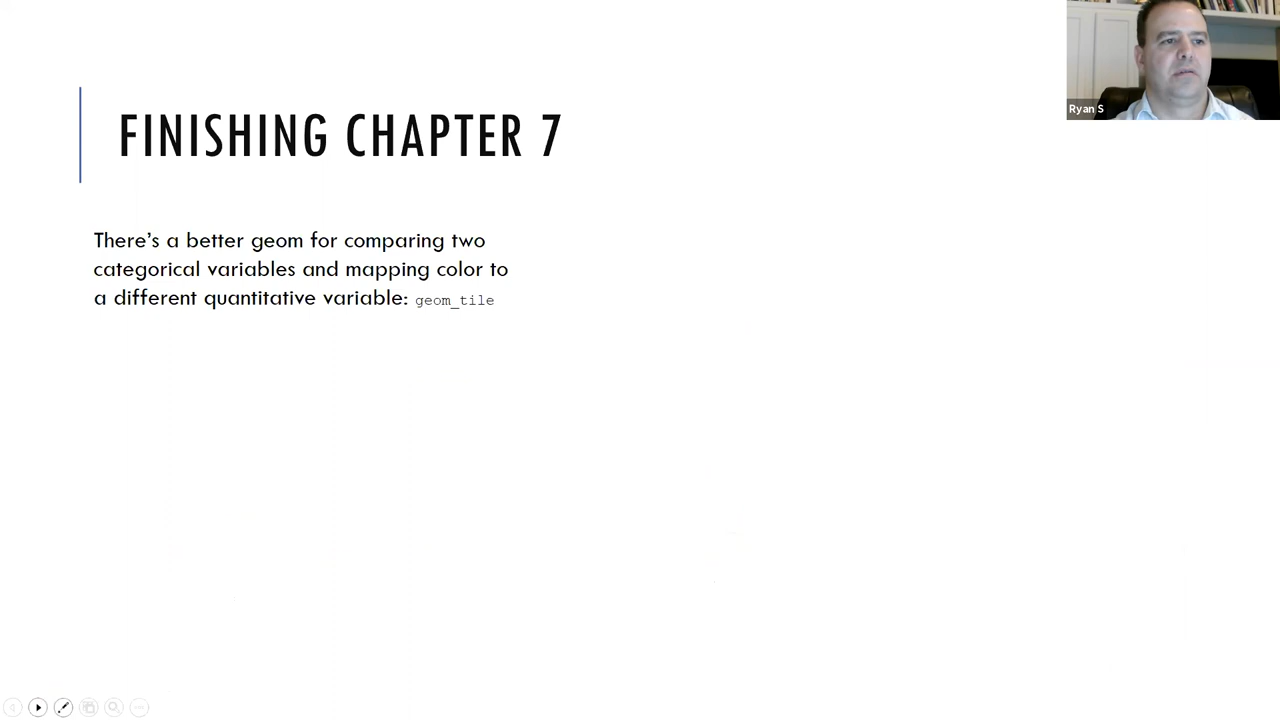 FINISHING CHAPTER 7
There's a better geom for comparing two
categorical variables and mapping color to
a different quantitative variable: geom_tile
Ryan S